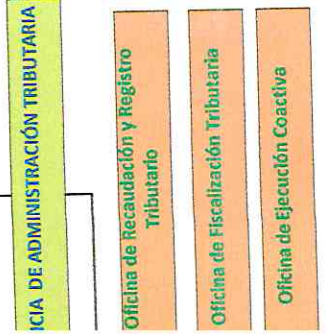 CIA DE ADMINISTRACIÓN TRIBUTARIA
Oficina de Recaudación y Registro
Tributario
Oficina de Fiscalización Tributaria
Oficina de Ejecución Coactiva